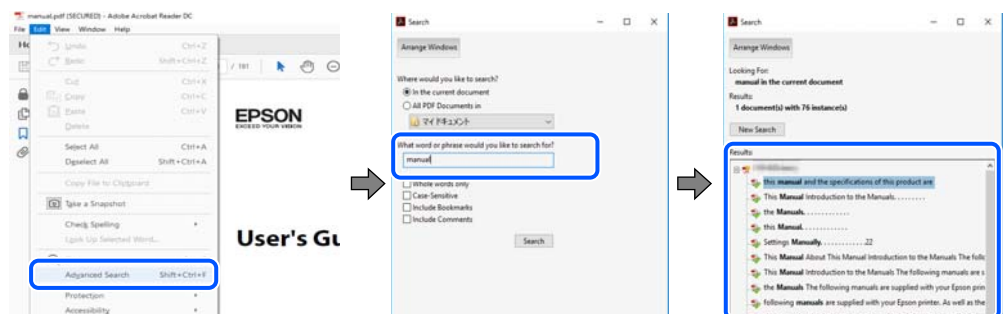 manual.pdf (SECURED) - Adobe Acrobat Reader DC
File Edit View Window Help
Undo Ctrl+Z
Redo Shift+Ctrl+Z
Cut Ctrl+X
Copy Ctrl+C
Paste Ctrl+V
Delete
Select All Ctrl+A
Deselect All Shift+Ctrl+A
Copy File to Clipboard
Take a Snapshot
Check Spelling
Look Up Selected Word...
Advanced Search Shift+Ctrl+F
Protection
Accessibility
/ 191
EPSON
EXCEED YOUR VISION
User's Gu
Search
Arrange Windows
Where would you like to search?
In the current document
All PDF Documents in
マイ ドキュメント
What word or phrase would you like to search for?
manual
Whole words only
Case-Sensitive
Include Bookmarks
Include Comments
Search
Search
Arrange Windows
Looking For:
manual in the current document
Results:
1 document(s) with 76 instance(s)
New Search
Results:
this manual and the specifications of this product are
This Manual Introduction to the Manuals. . . . . . . .
the Manuals. . . . . . . . . . . .
this Manual. . . . . . . . . . . .
Settings Manually. . . . . . . . . . . .22
This Manual About This Manual Introduction to the Manuals The follo
This Manual Introduction to the Manuals The following manuals are s
the Manuals The following manuals are supplied with your Epson prin
following manuals are supplied with your Epson printer. As well as the